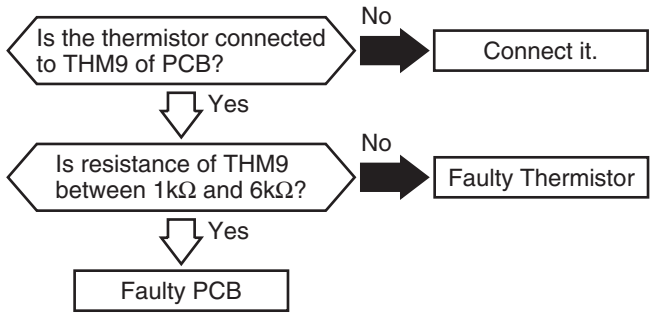 No
Is the thermistor connected
to THM9 of PCB?
Connect it.
Yes
No
Is resistance of THM9
between 1kΩ and 6kΩ?
Faulty Thermistor
Yes
Faulty PCB